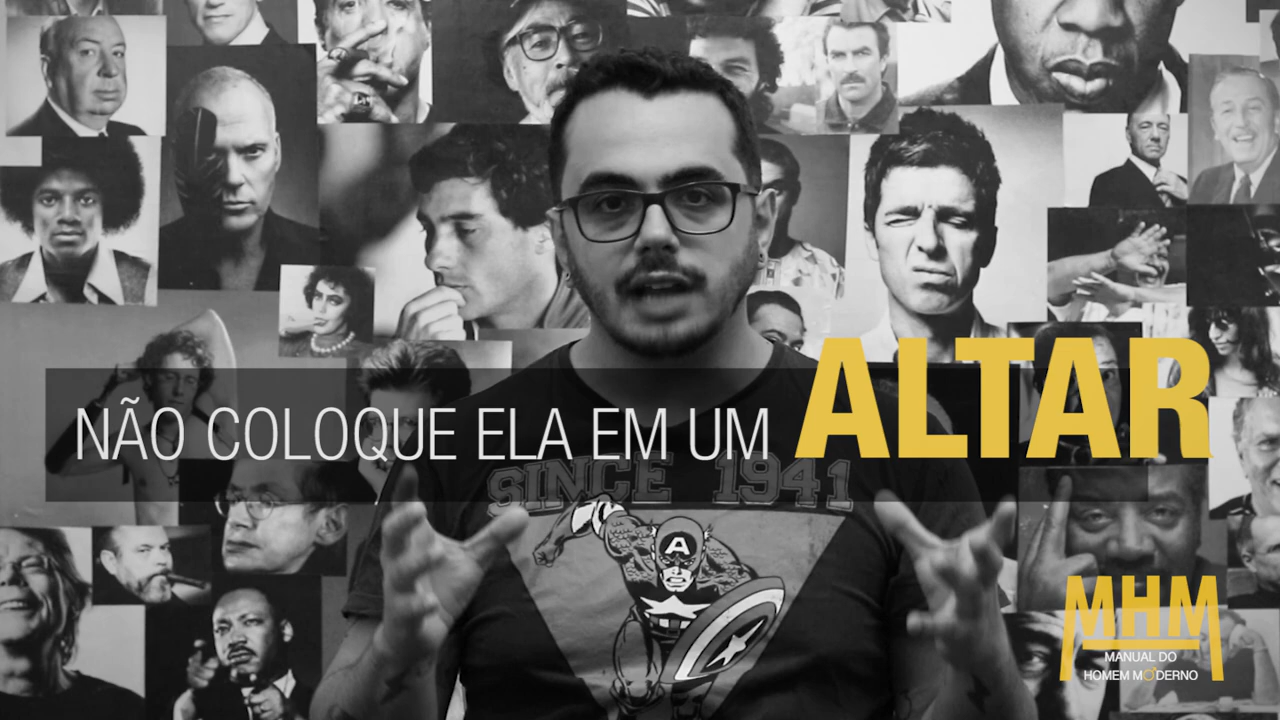 NÃO COLOQUE ELA EM UM ALTAR
SINCE 1941
A
MHM
MANUAL DO
HOMEM MODERNO